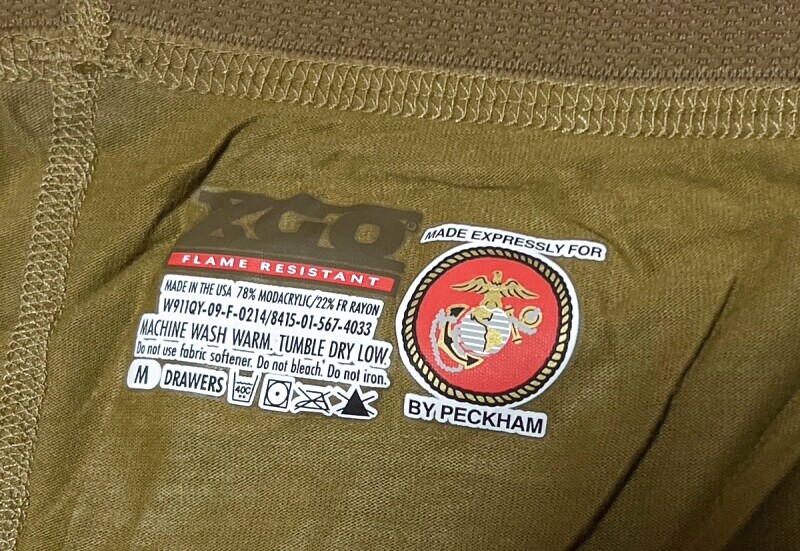 XGO
FLAME RESISTANT
MADE IN THE USA 78% MODACRYLIC/22% FR RAYON
W911QY-09-F-0214/8415-01-567-4033
MACHINE WASH WARM. TUMBLE DRY LOW.
Do not use fabric softener. Do not bleach. Do not iron.
M DRAWERS 40C
MADE EXPRESSLY FOR
BY PECKHAM